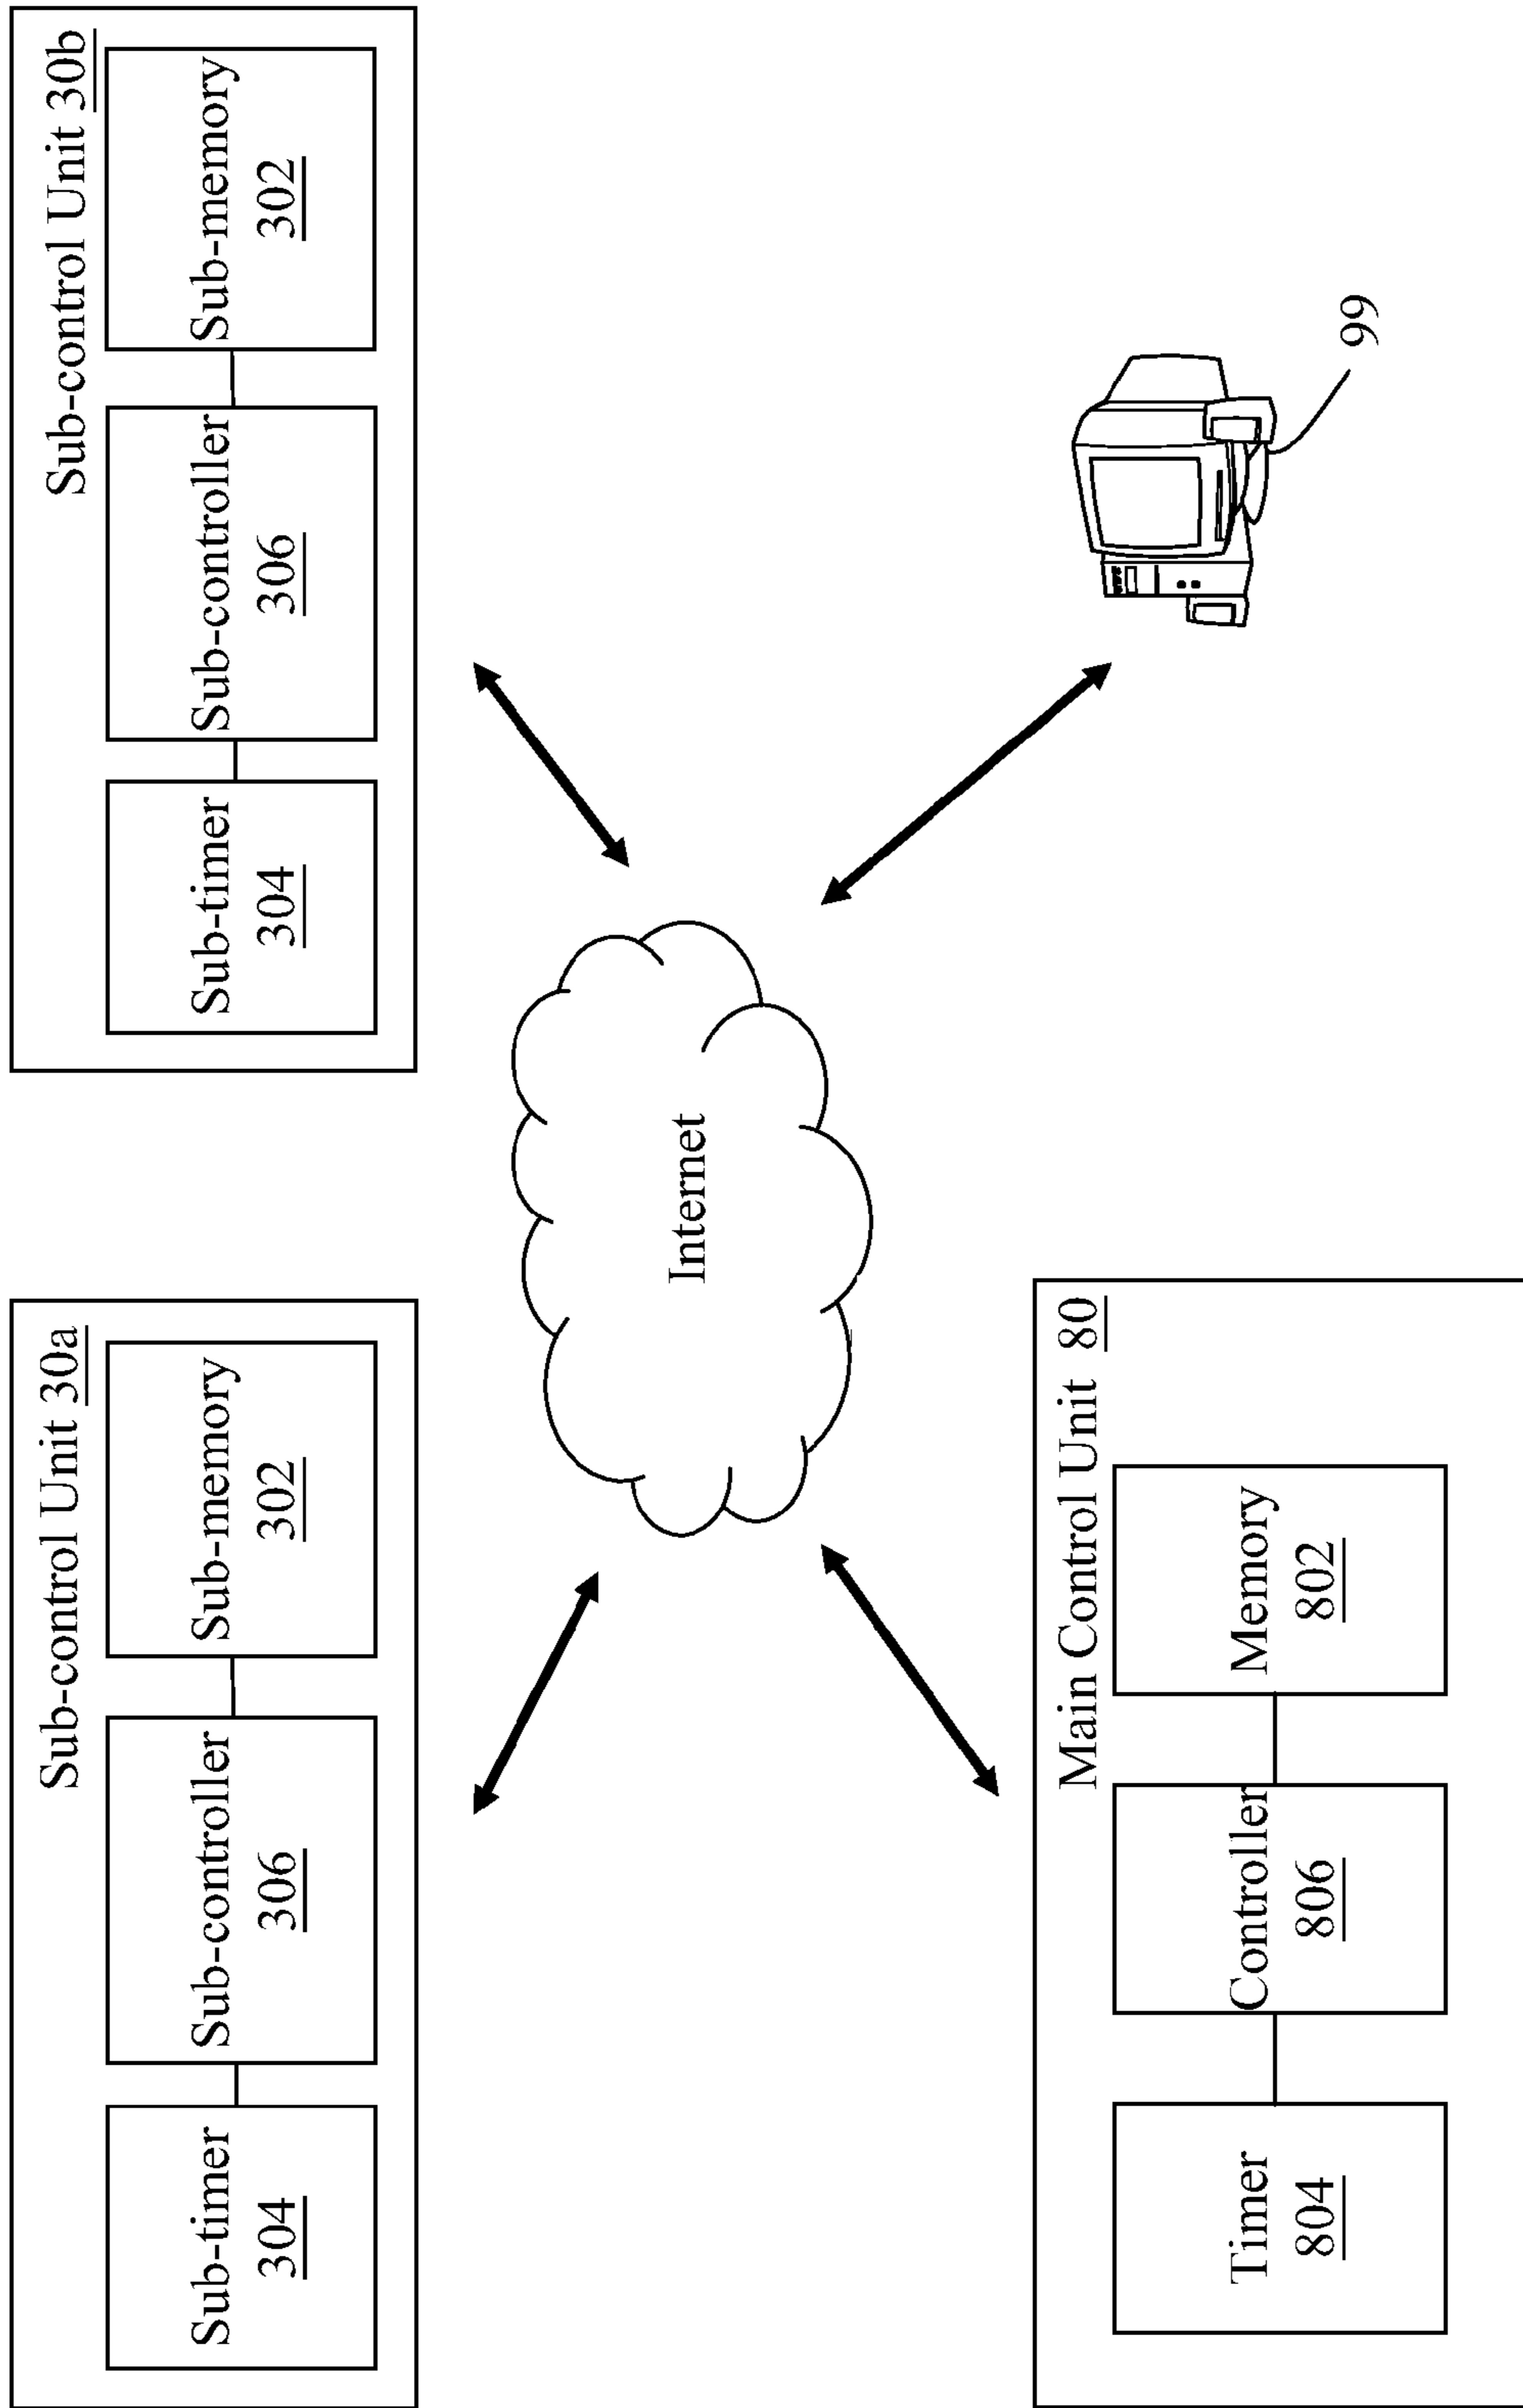 Sub-control Unit 30a
Sub-timer
304
Sub-controller
306
Sub-memory
302
Sub-control Unit 30b
Sub-timer
304
Sub-controller
306
Sub-memory
302
Internet
Main Control Unit 80
Timer
804
Controller
806
Memory
802
99